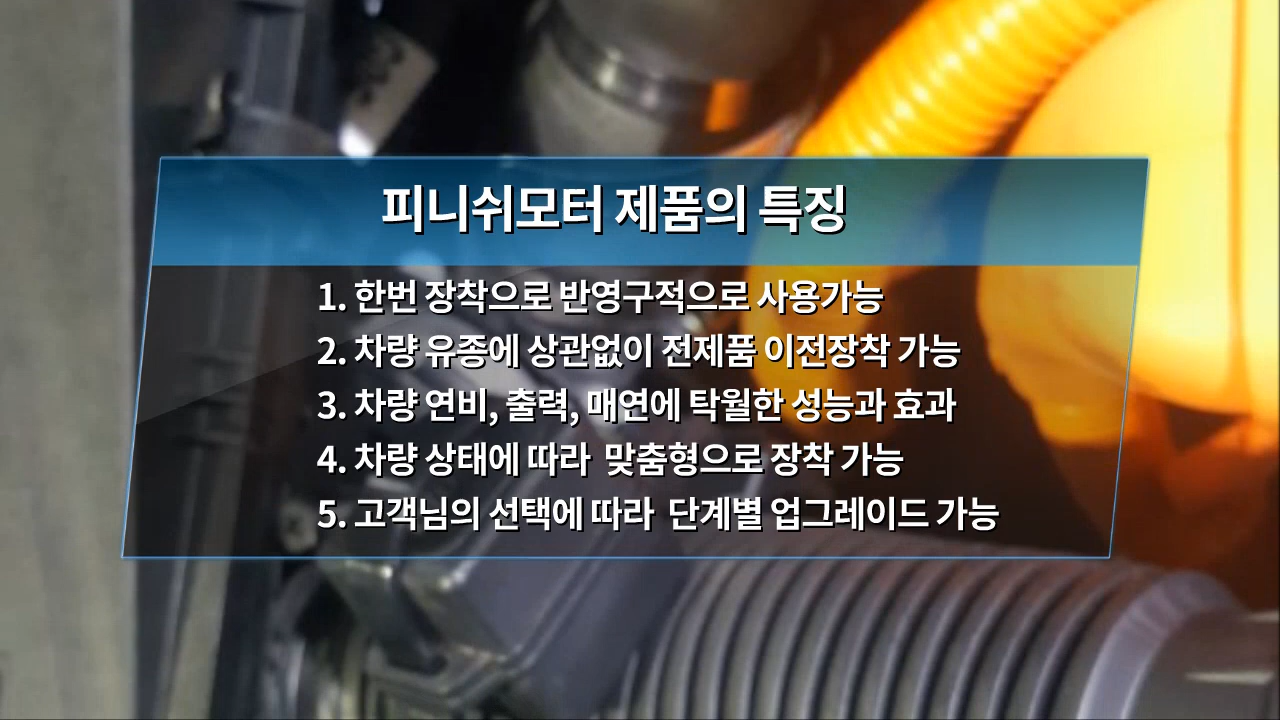 피니쉬모터 제품의 특징
1. 한번 장착으로 반영구적으로 사용가능
2. 차량 유종에 상관없이 전제품 이전장착 가능
3. 차량 연비, 출력, 매연에 탁월한 성능과 효과
4. 차량 상태에 따라 맞춤형으로 장착 가능
5. 고객님의 선택에 따라 단계별 업그레이드 가능